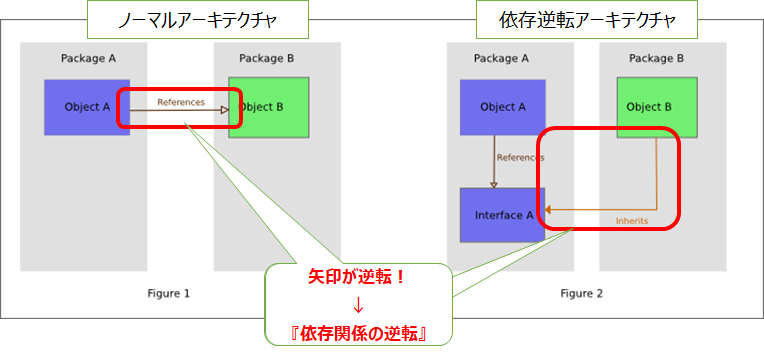 ノーマルアーキテクチャ
依存逆転アーキテクチャ
Package A
Package B
Object A
References
Object B
Figure 1
Package A
Package B
Object A
Object B
References
Interface A
Inherits
Figure 2
矢印が逆転！
↓
『依存関係の逆転』